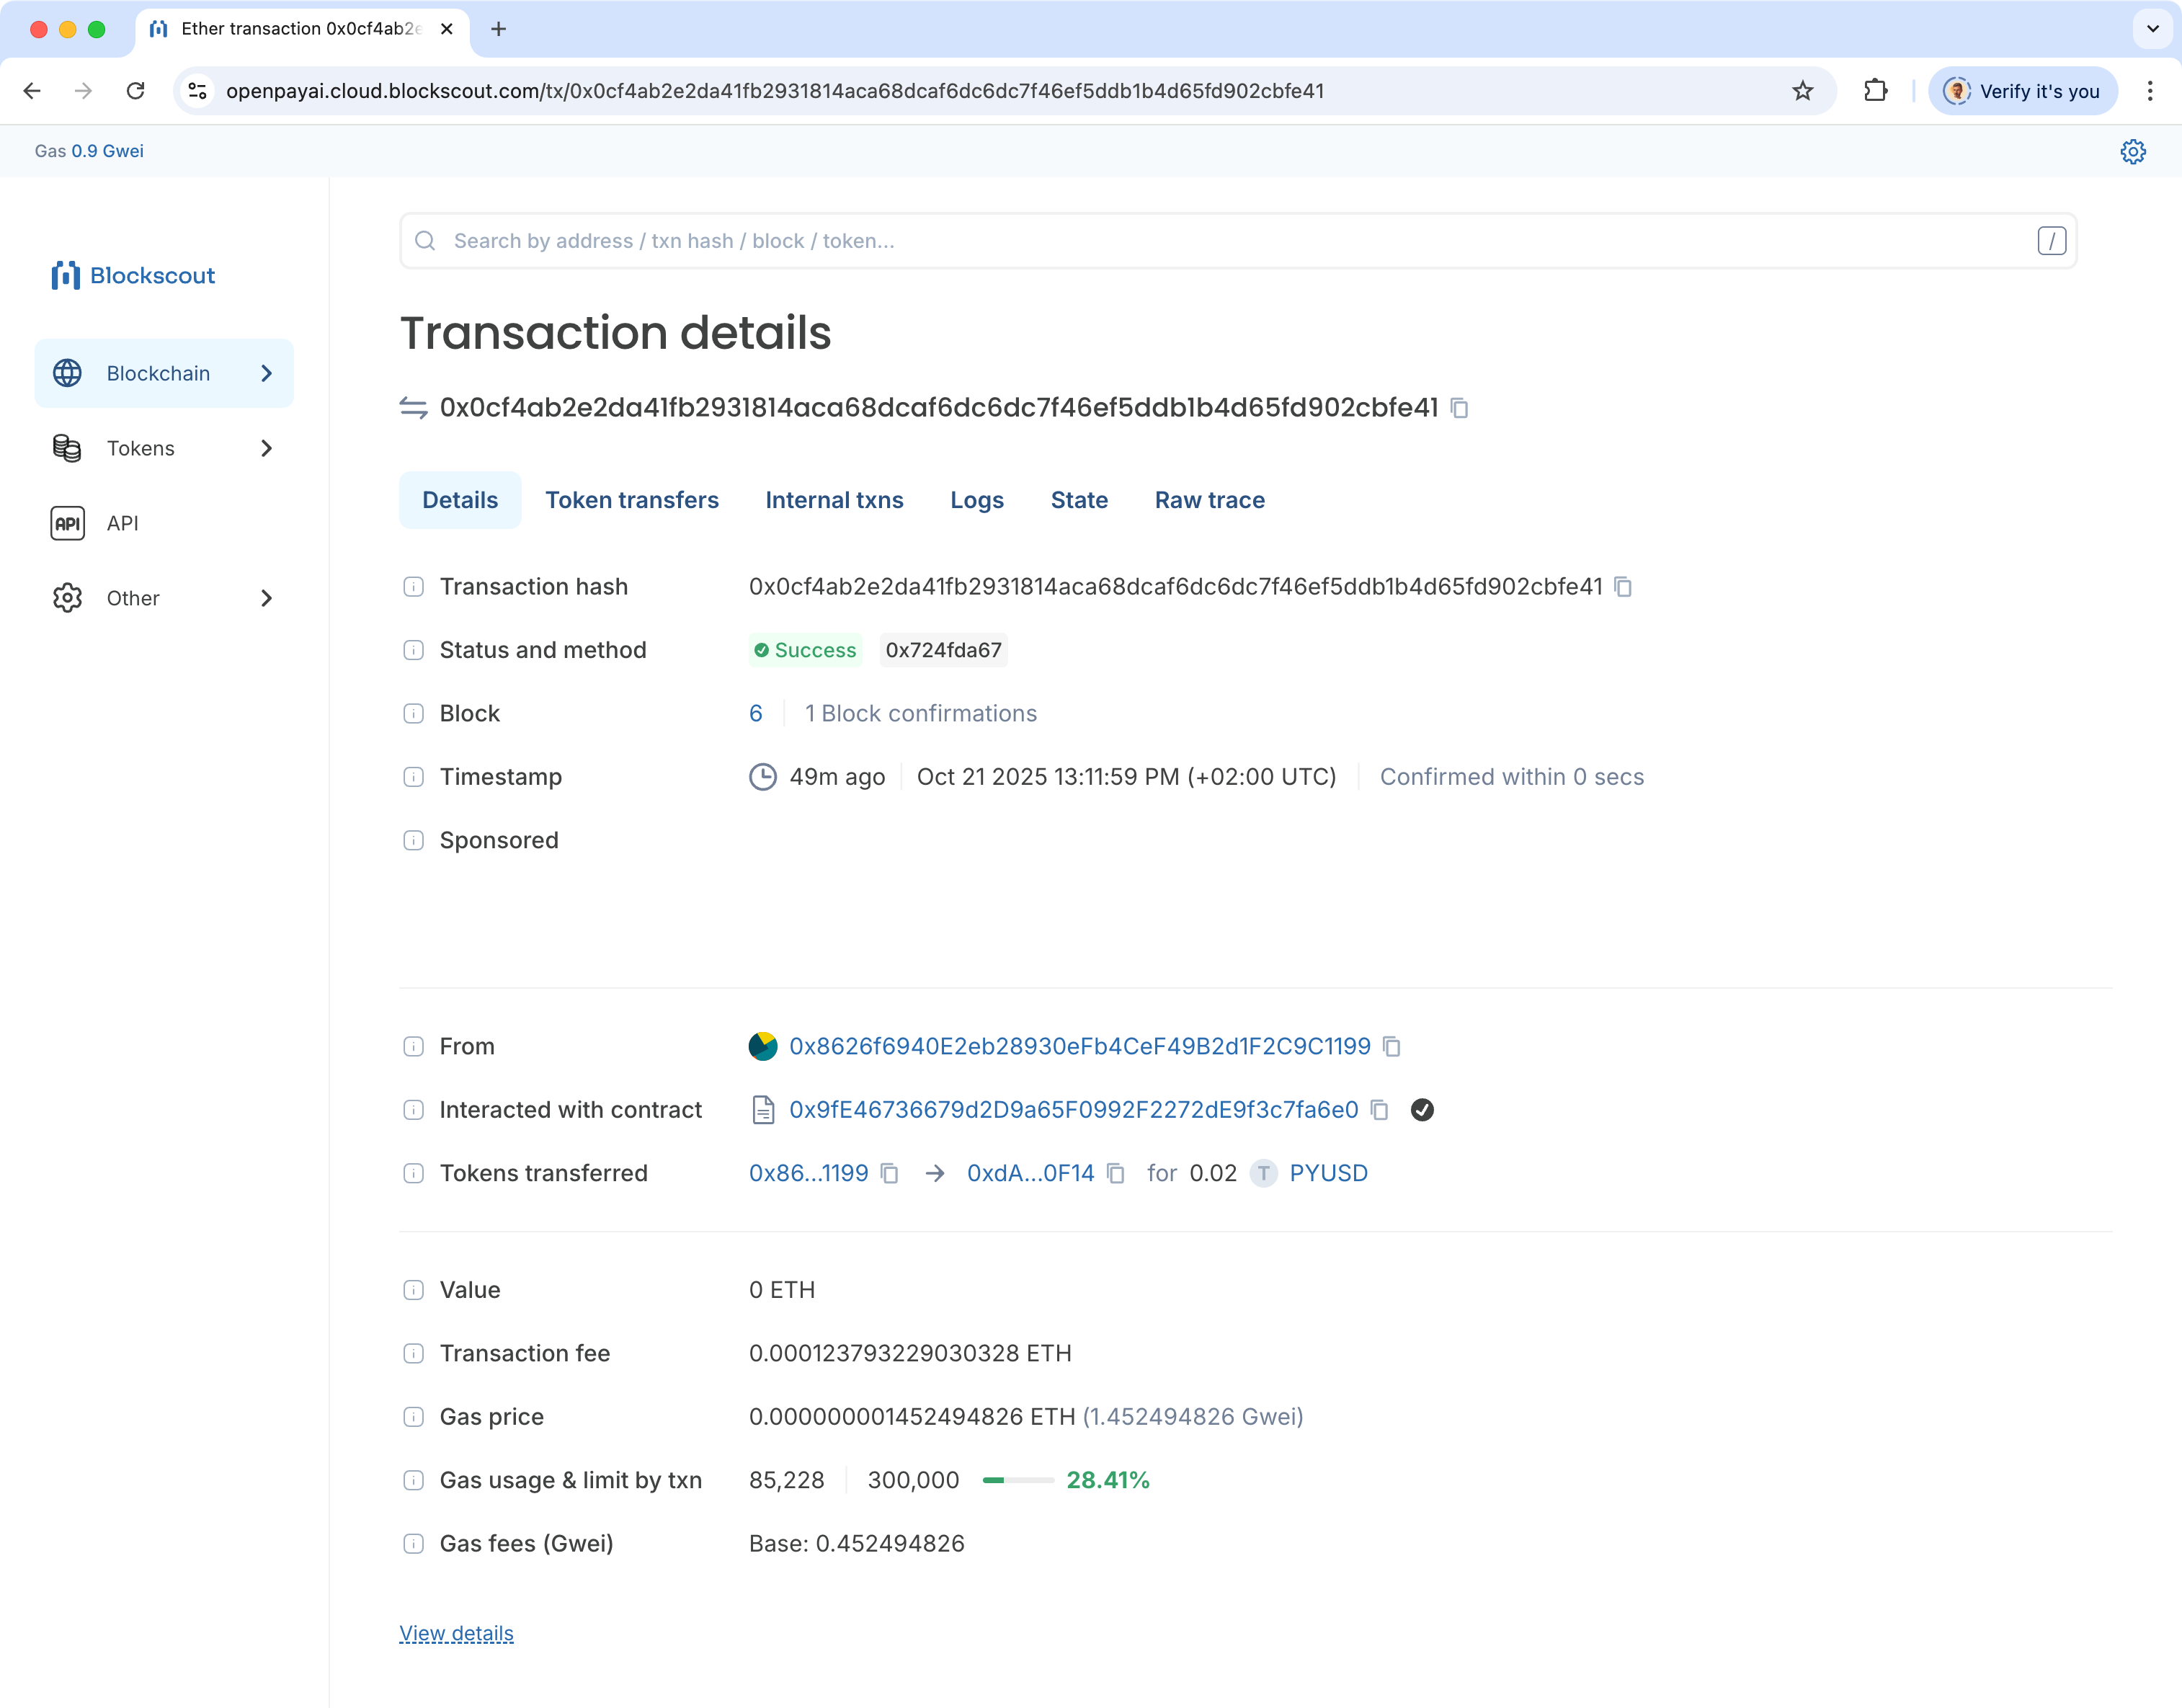 Ether transaction 0x0cf4ab2e
openpayai.cloud.blockscout.com/tx/0x0cf4ab2e2da41fb2931814aca68dcaf6dc6dc7f46ef5ddb1b4d65fd902cbfe41
Verify it's you
Gas 0.9 Gwei
Blockscout
Blockchain
Tokens
API API
Other
Search by address / txn hash / block / token...
/
Transaction details
0x0cf4ab2e2da41fb2931814aca68dcaf6dc6dc7f46ef5ddb1b4d65fd902cbfe41
Details Token transfers Internal txns Logs State Raw trace
Transaction hash 0x0cf4ab2e2da41fb2931814aca68dcaf6dc6dc7f46ef5ddb1b4d65fd902cbfe41
Status and method Success 0x724fda67
Block 6 1 Block confirmations
Timestamp 49m ago Oct 21 2025 13:11:59 PM (+02:00 UTC) Confirmed within 0 secs
Sponsored
From 0x8626f6940E2eb28930eFb4CeF49B2d1F2C9C1199
Interacted with contract 0x9fE46736679d2D9a65F0992F2272dE9f3c7fa6e0
Tokens transferred 0x86...1199 → 0xdA...0F14 for 0.02 T PYUSD
Value 0 ETH
Transaction fee 0.000123793229030328 ETH
Gas price 0.000000001452494826 ETH (1.452494826 Gwei)
Gas usage & limit by txn 85,228 300,000 28.41%
Gas fees (Gwei) Base: 0.452494826
View details